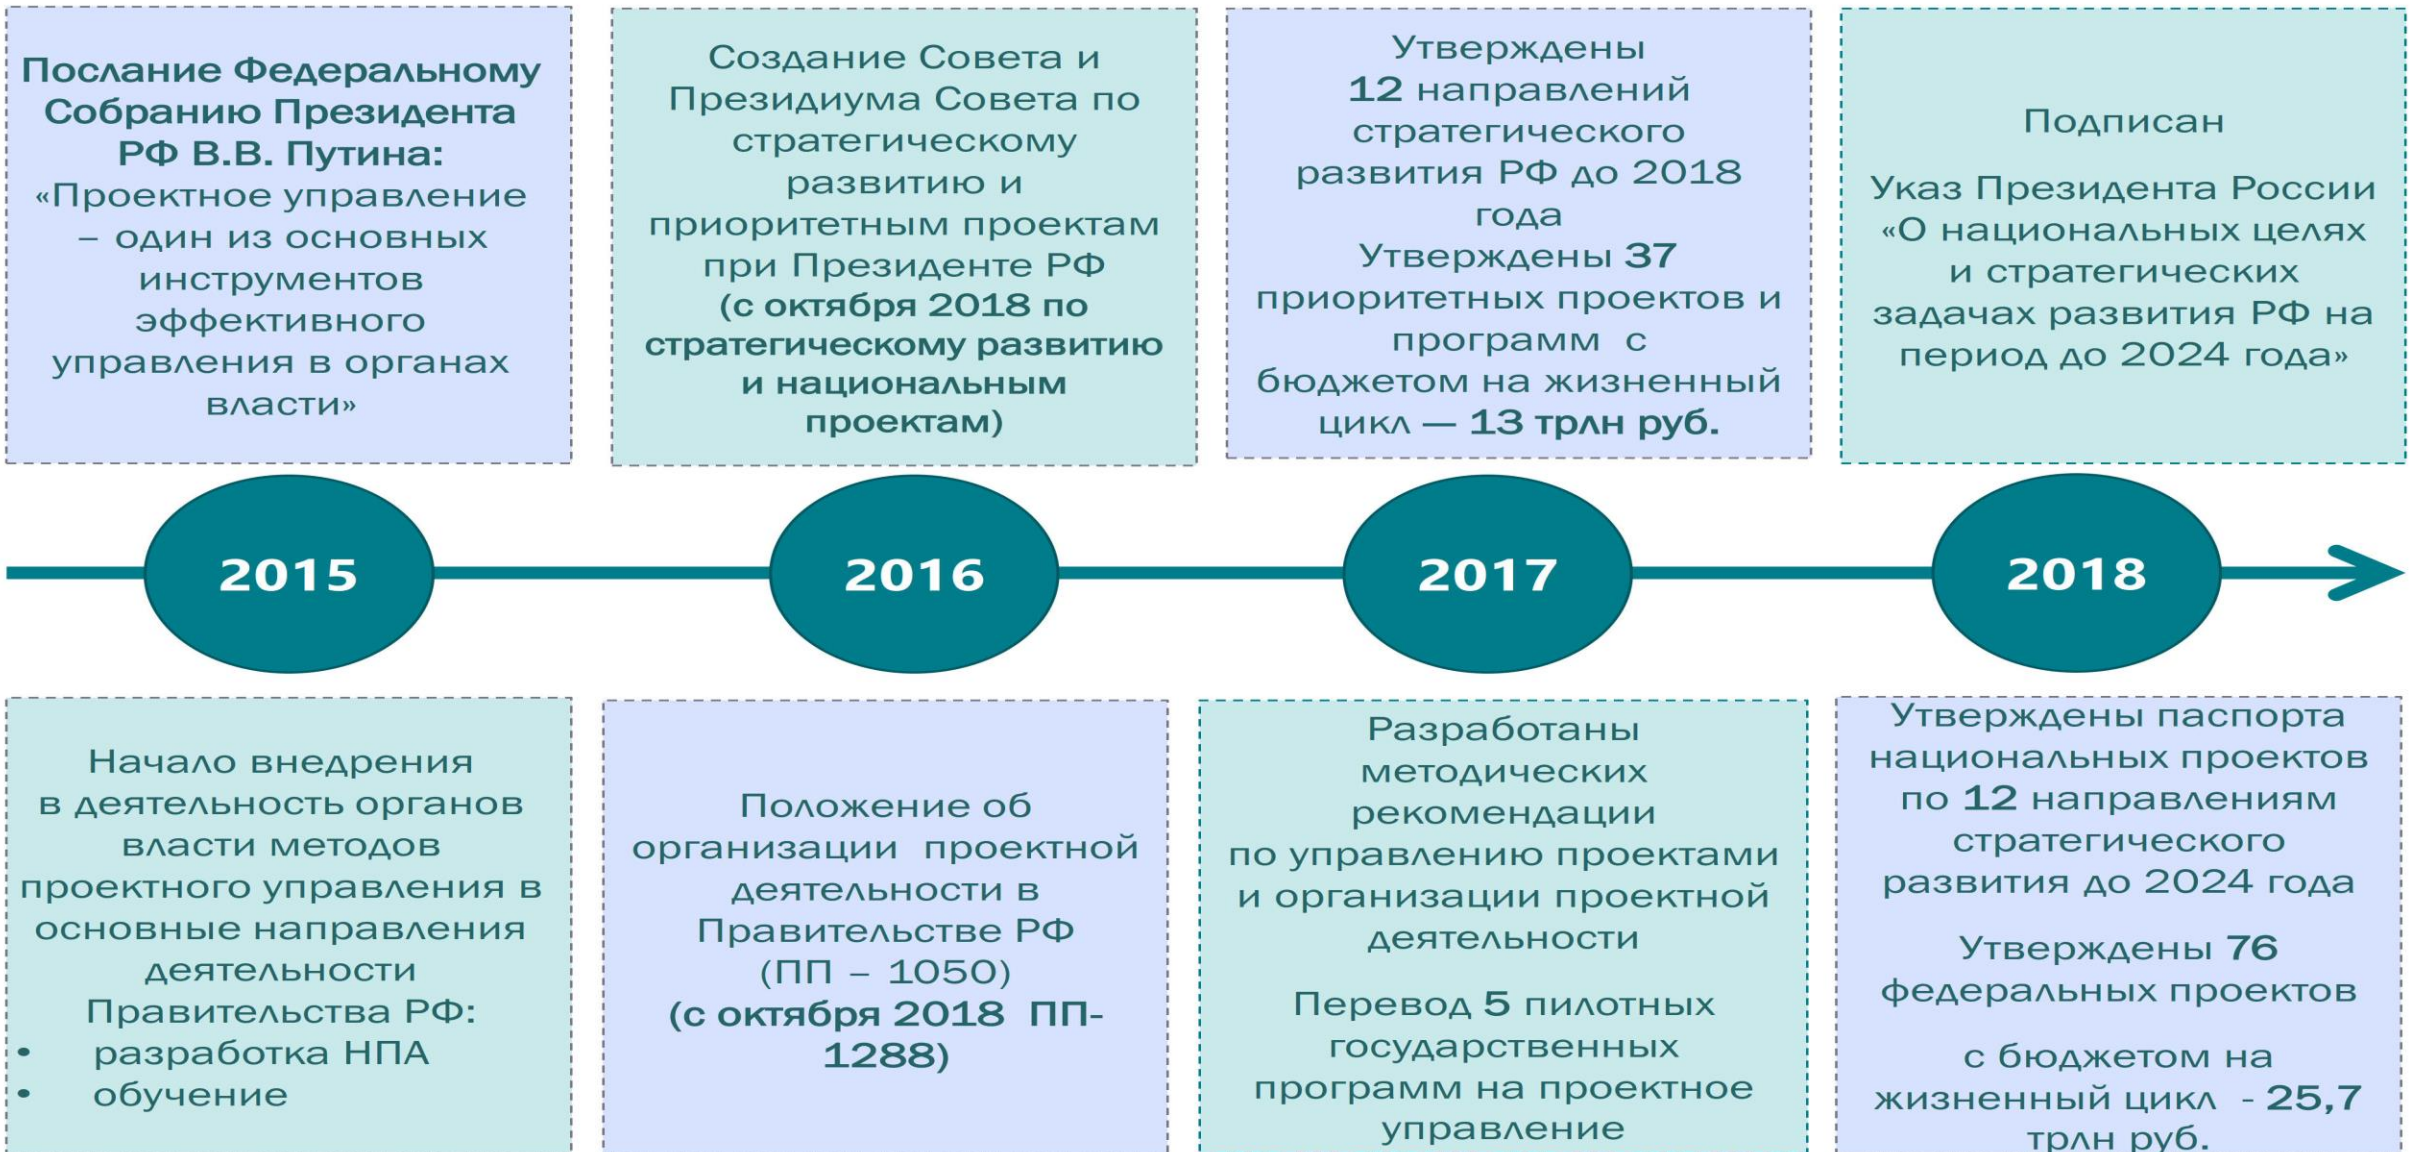 Послание Федеральному
Собранию Президента
РФ В.В. Путина:
«Проектное управление
– один из основных
инструментов
эффективного
управления в органах
власти»
Создание Совета и
Президиума Совета по
стратегическому
развитию и
приоритетным проектам
при Президенте РФ
(с октября 2018 по
стратегическому развитию
и национальным
проектам)
Утверждены
12 направлений
стратегического
развития РФ до 2018
года
Утверждены 37
приоритетных проектов и
программ с
бюджетом на жизненный
цикл — 13 трлн руб.
Подписан
Указ Президента России
«О национальных целях
и стратегических
задачах развития РФ на
период до 2024 года»
2015
2016
2017
2018
Начало внедрения
в деятельность органов
власти методов
проектного управления в
основные направления
деятельности
Правительства РФ:
• разработка НПА
• обучение
Положение об
организации проектной
деятельности в
Правительстве РФ
(ПП – 1050)
(с октября 2018 ПП-
1288)
Разработаны
методических
рекомендации
по управлению проектами
и организации проектной
деятельности
Перевод 5 пилотных
государственных
программ на проектное
управление
Утверждены паспорта
национальных проектов
по 12 направлениям
стратегического
развития до 2024 года
Утверждены 76
федеральных проектов
с бюджетом на
жизненный цикл - 25,7
трлн руб.